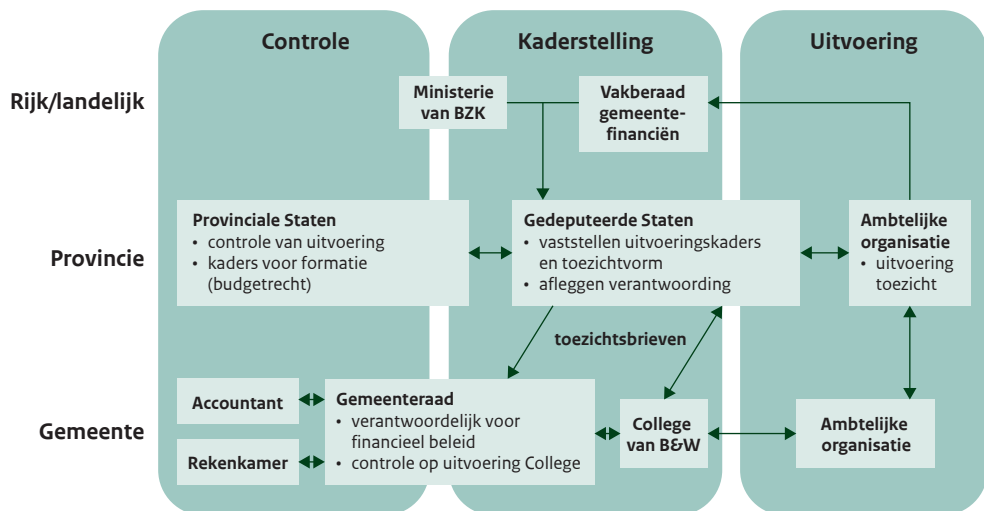 Controle
Kaderstelling
Uitvoering
Rijk/landelijk
Ministerie
van BZK
Vakberaad
gemeente-
financiën
Provincie
Provinciale Staten
• controle van uitvoering
• kaders voor formatie
(budgetrecht)
Gedeputeerde Staten
• vaststellen uitvoeringskaders
en toezichtvorm
• afleggen verantwoording
Ambtelijke
organisatie
• uitvoering
toezicht
toezichtsbrieven
Gemeente
Accountant
Rekenkamer
Gemeenteraad
• verantwoordelijk voor
financieel beleid
• controle op uitvoering College
College
van B&W
Ambtelijke
organisatie